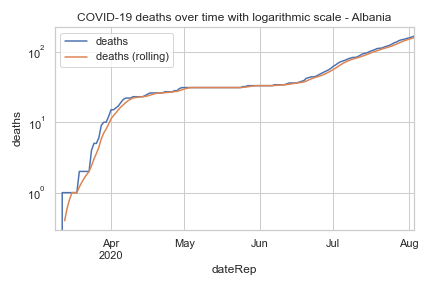 COVID-19 deaths over time with logarithmic scale - Albania
deaths
deaths (rolling)
10²
10¹
10⁰
deaths
Apr
2020
May
Jun
Jul
Aug
dateRep